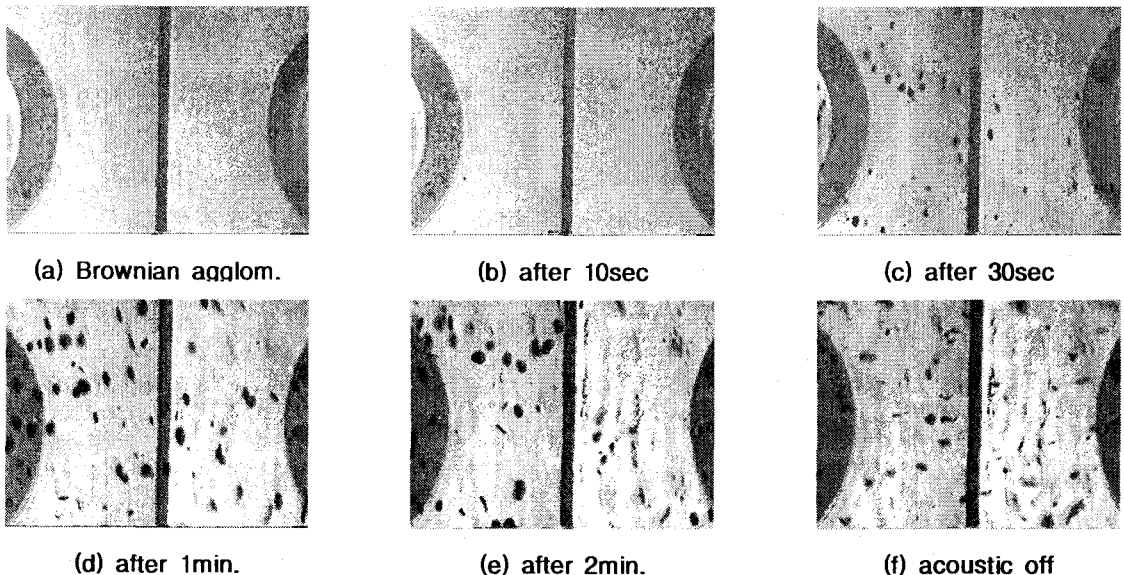 (a) Brownian agglom.
(b) after 10sec
(c) after 30sec
(d) after 1min.
(e) after 2min.
(f) acoustic off